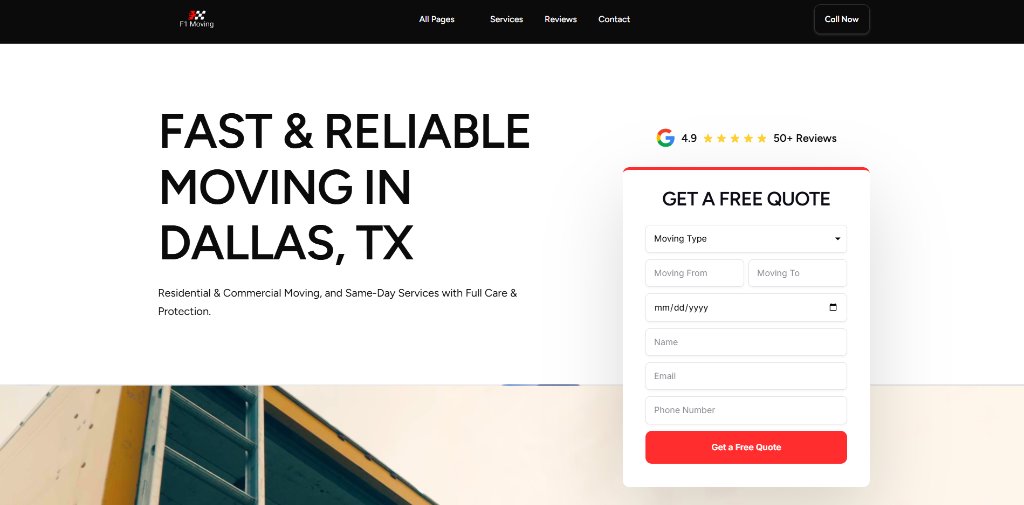 F1 Moving
All Pages
Services
Reviews
Contact
Call Now
FAST & RELIABLE
MOVING IN
DALLAS, TX
Residential & Commercial Moving, and Same-Day Services with Full Care &
Protection.
4.9
50+ Reviews
GET A FREE QUOTE
Moving Type
Moving From
Moving To
mm/dd/yyyy
Name
Email
Phone Number
Get a Free Quote